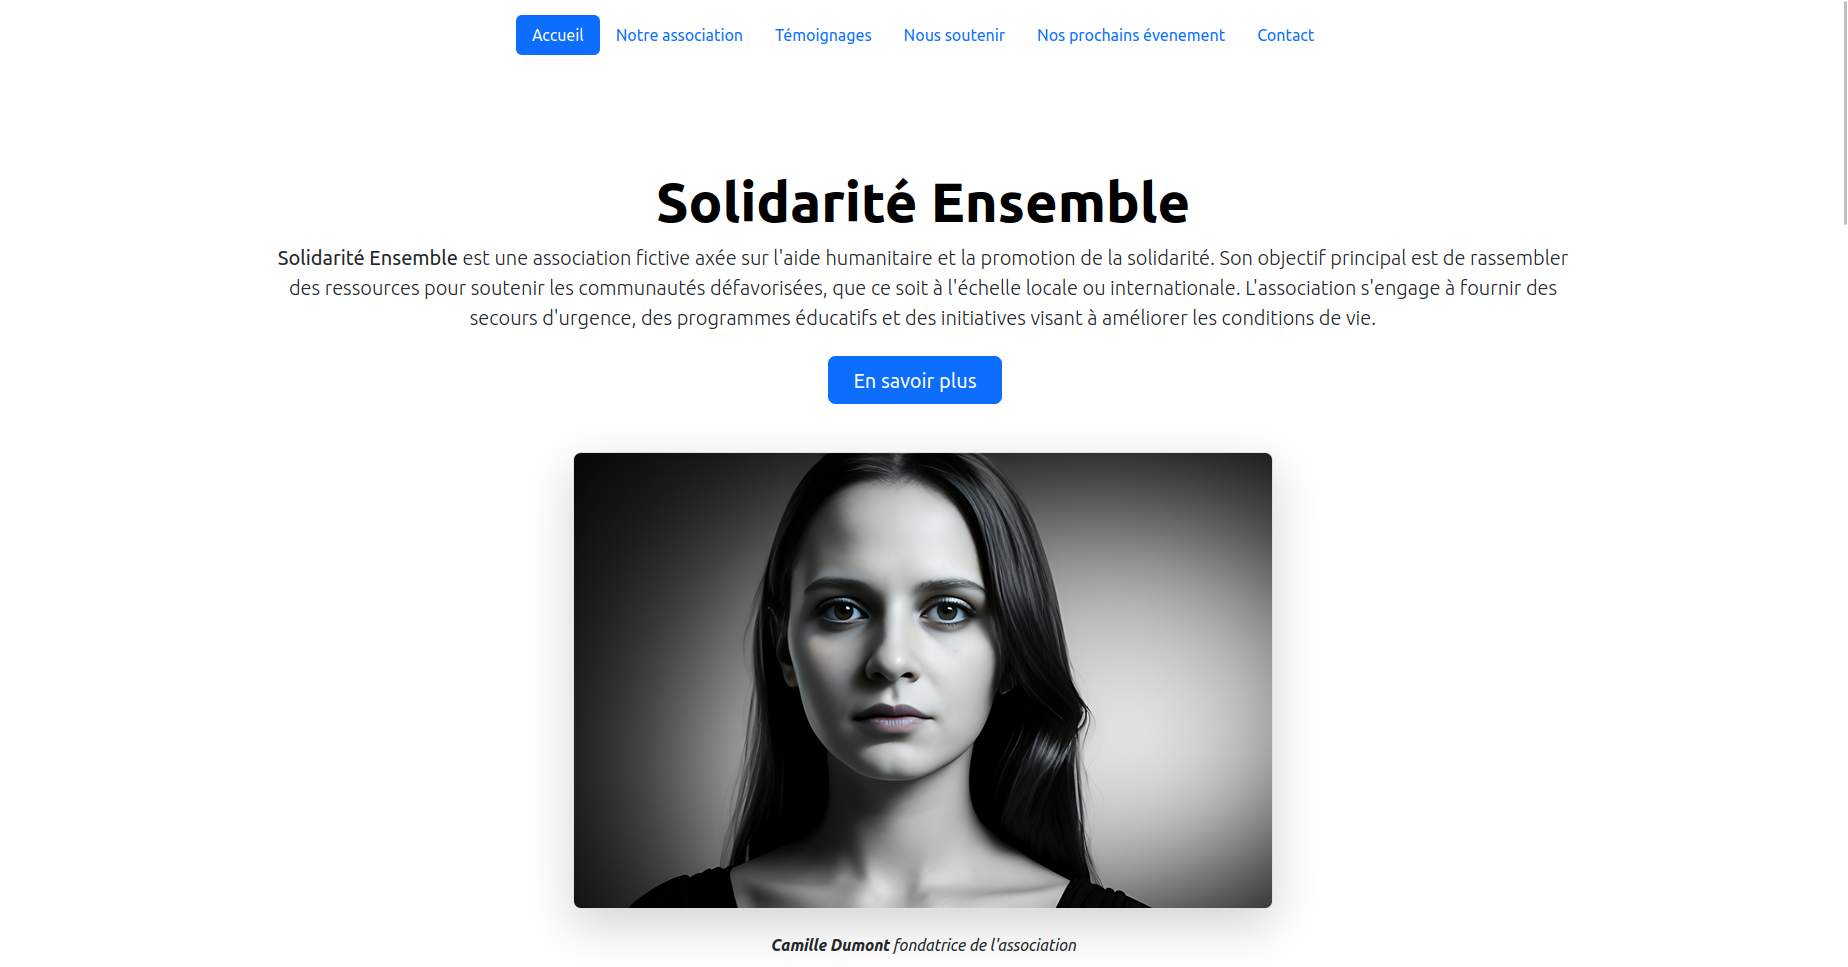 Accueil Notre association Témoignages Nous soutenir Nos prochains évenement Contact
Solidarité Ensemble
Solidarité Ensemble est une association fictive axée sur l'aide humanitaire et la promotion de la solidarité. Son objectif principal est de rassembler
des ressources pour soutenir les communautés défavorisées, que ce soit à l'échelle locale ou internationale. L'association s'engage à fournir des
secours d'urgence, des programmes éducatifs et des initiatives visant à améliorer les conditions de vie.
En savoir plus
Camille Dumont fondatrice de l'association